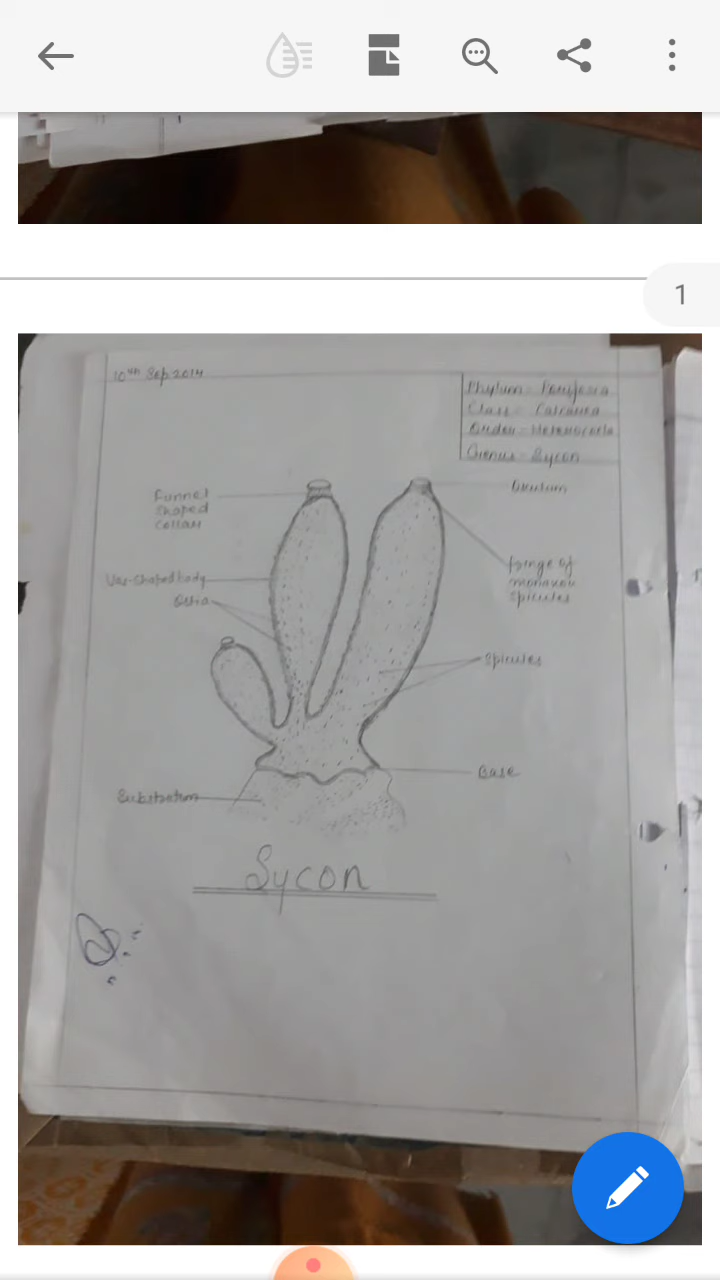 1
10th Sep 2014
Phylum - Porifera
Class - Calcarea
Order - Heterocoela
Genus - Sycon
Funnel
shaped
collar
Osculum
fringe of
monaxon
spicules
Vas-shaped body
Ostia
Spicules
Base
Substratum
Sycon